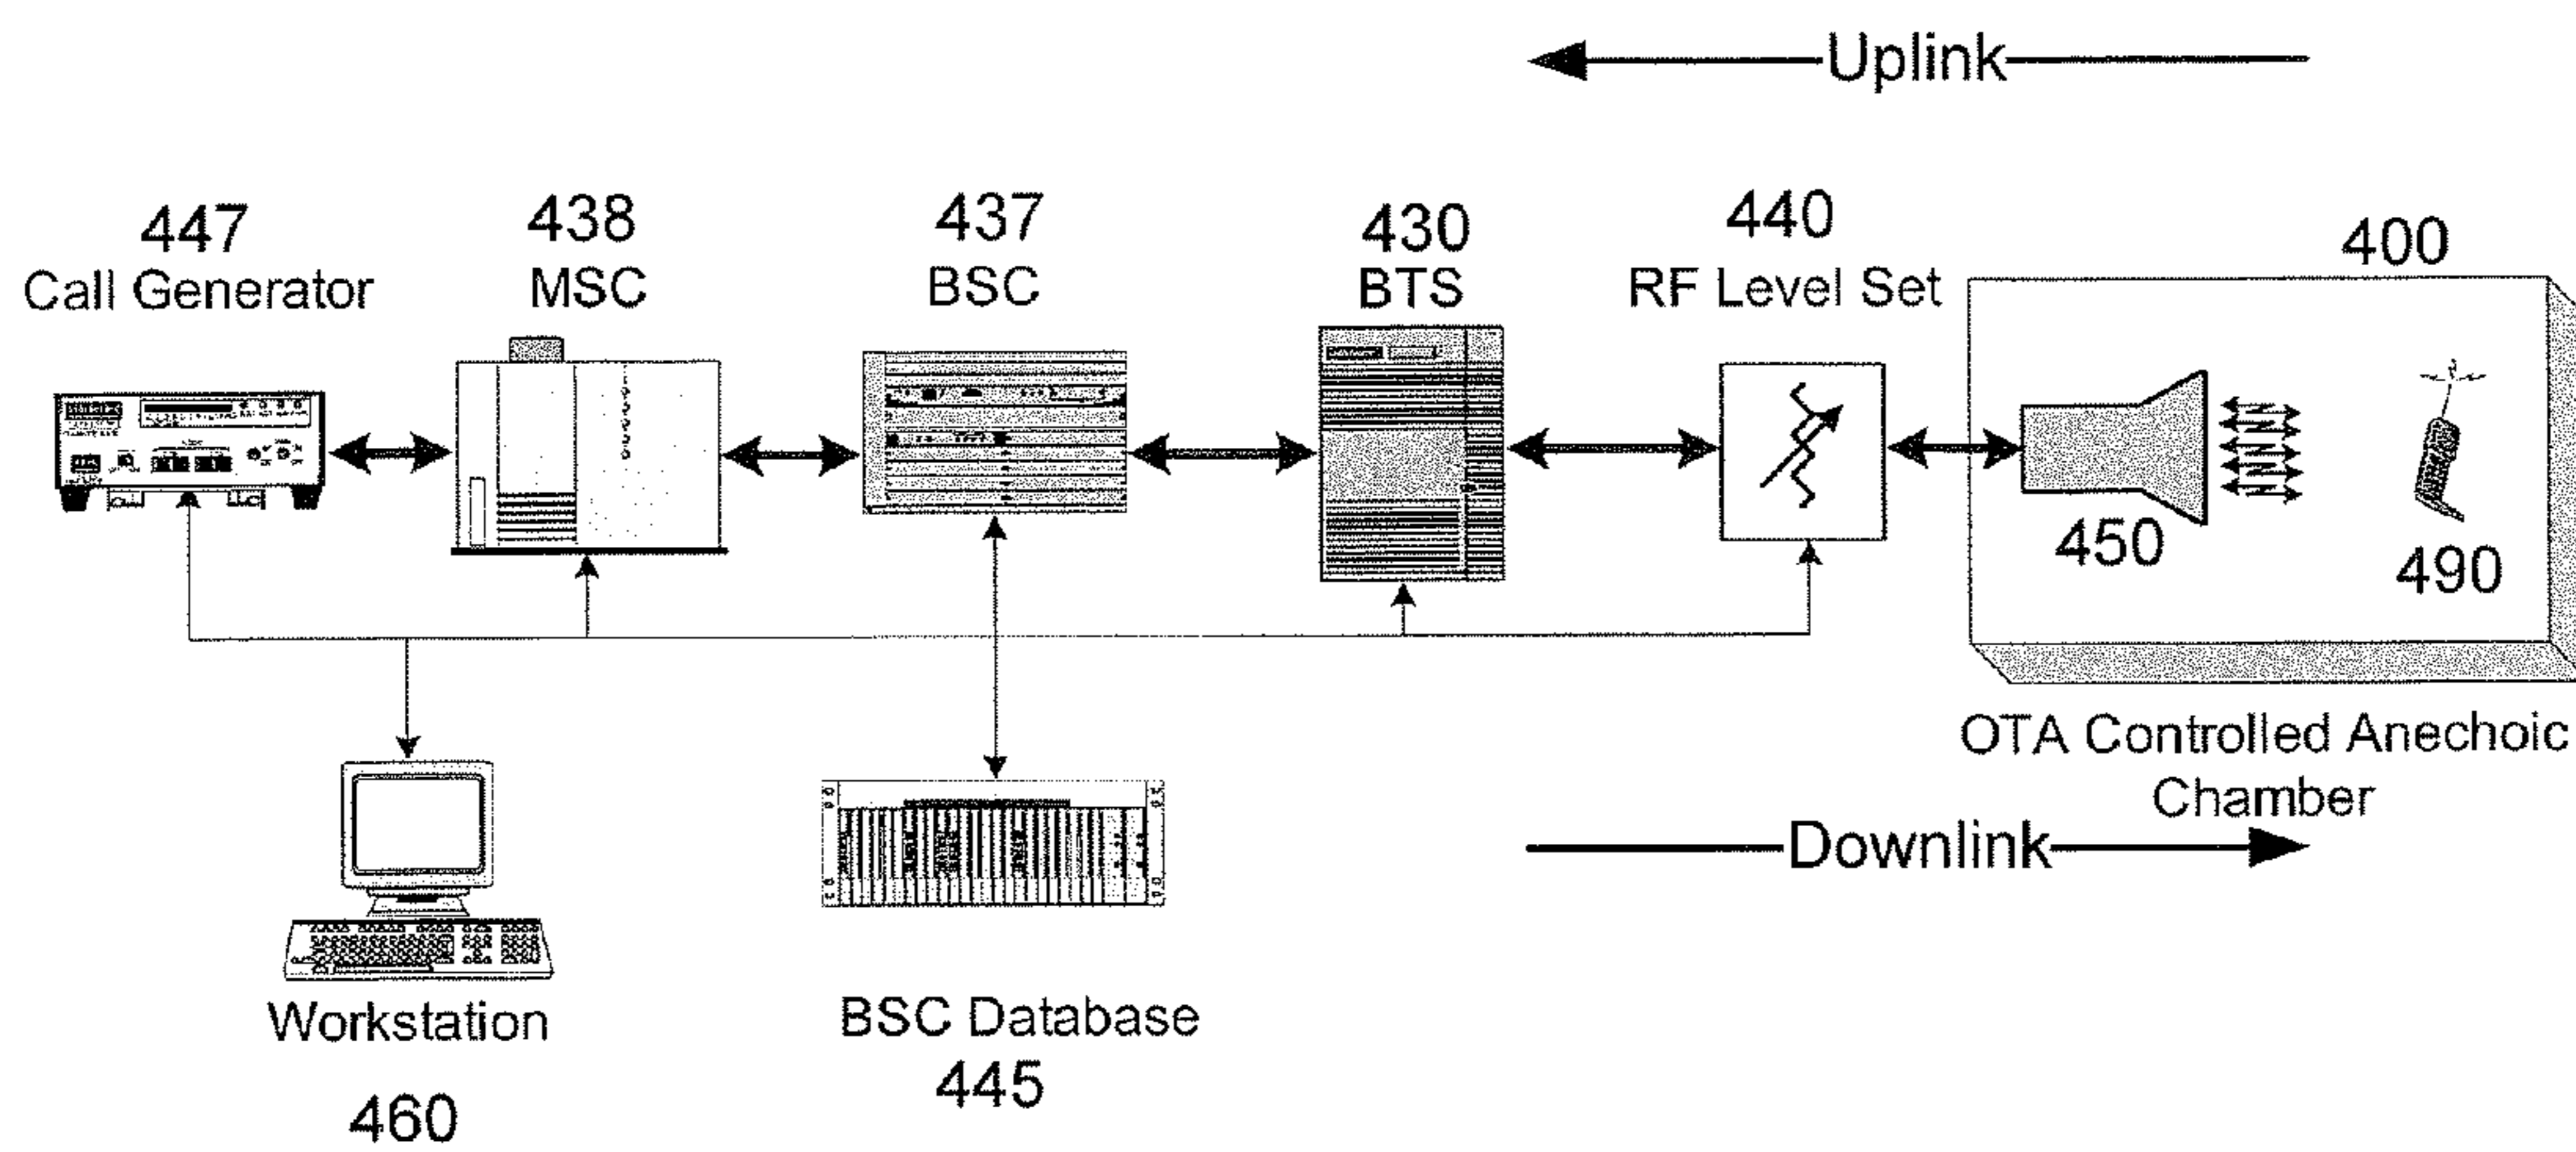 Uplink
447
Call Generator
438
MSC
437
BSC
430
BTS
440
RF Level Set
400
450
490
OTA Controlled Anechoic
Chamber
Downlink
Workstation
460
BSC Database
445